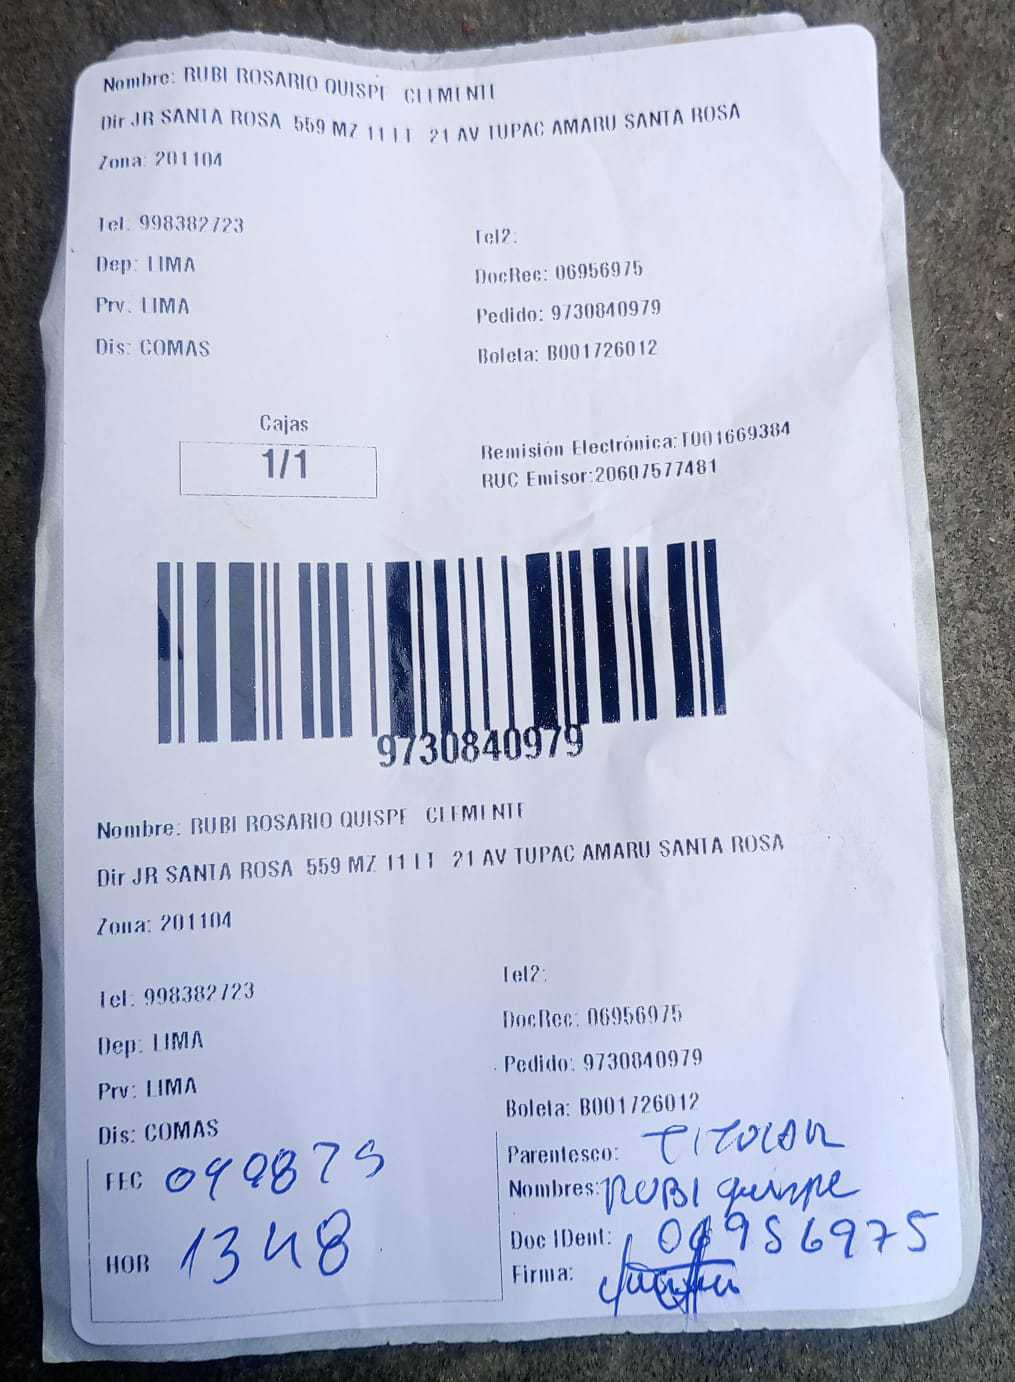 Nombre: RUBI ROSARIO QUISPE CLEMENTE
Dir JR SANTA ROSA 559 MZ 11 LT 21 AV TUPAC AMARU SANTA ROSA
Zona: 201104
Tel: 998382723
Tel2:
Dep: LIMA
DocRec: 06956975
Prv: LIMA
Pedido: 9730840979
Dis: COMAS
Boleta: B001726012
Cajas
1/1
Remisión Electrónica:T001669384
RUC Emisor:20607577481
9730840979
Nombre: RUBI ROSARIO QUISPE CLEMENTE
Dir JR SANTA ROSA 559 MZ 11 LT 21 AV TUPAC AMARU SANTA ROSA
Zona: 201104
Tel: 998382723
Tel2:
Dep: LIMA
DocRec: 06956975
Prv: LIMA
Pedido: 9730840979
Dis: COMAS
Boleta: B001726012
FEC
Parentesco: TITULAR
Nombres: RUBI quispe
HOR 1348
Doc IDent: 06956975
Firma: